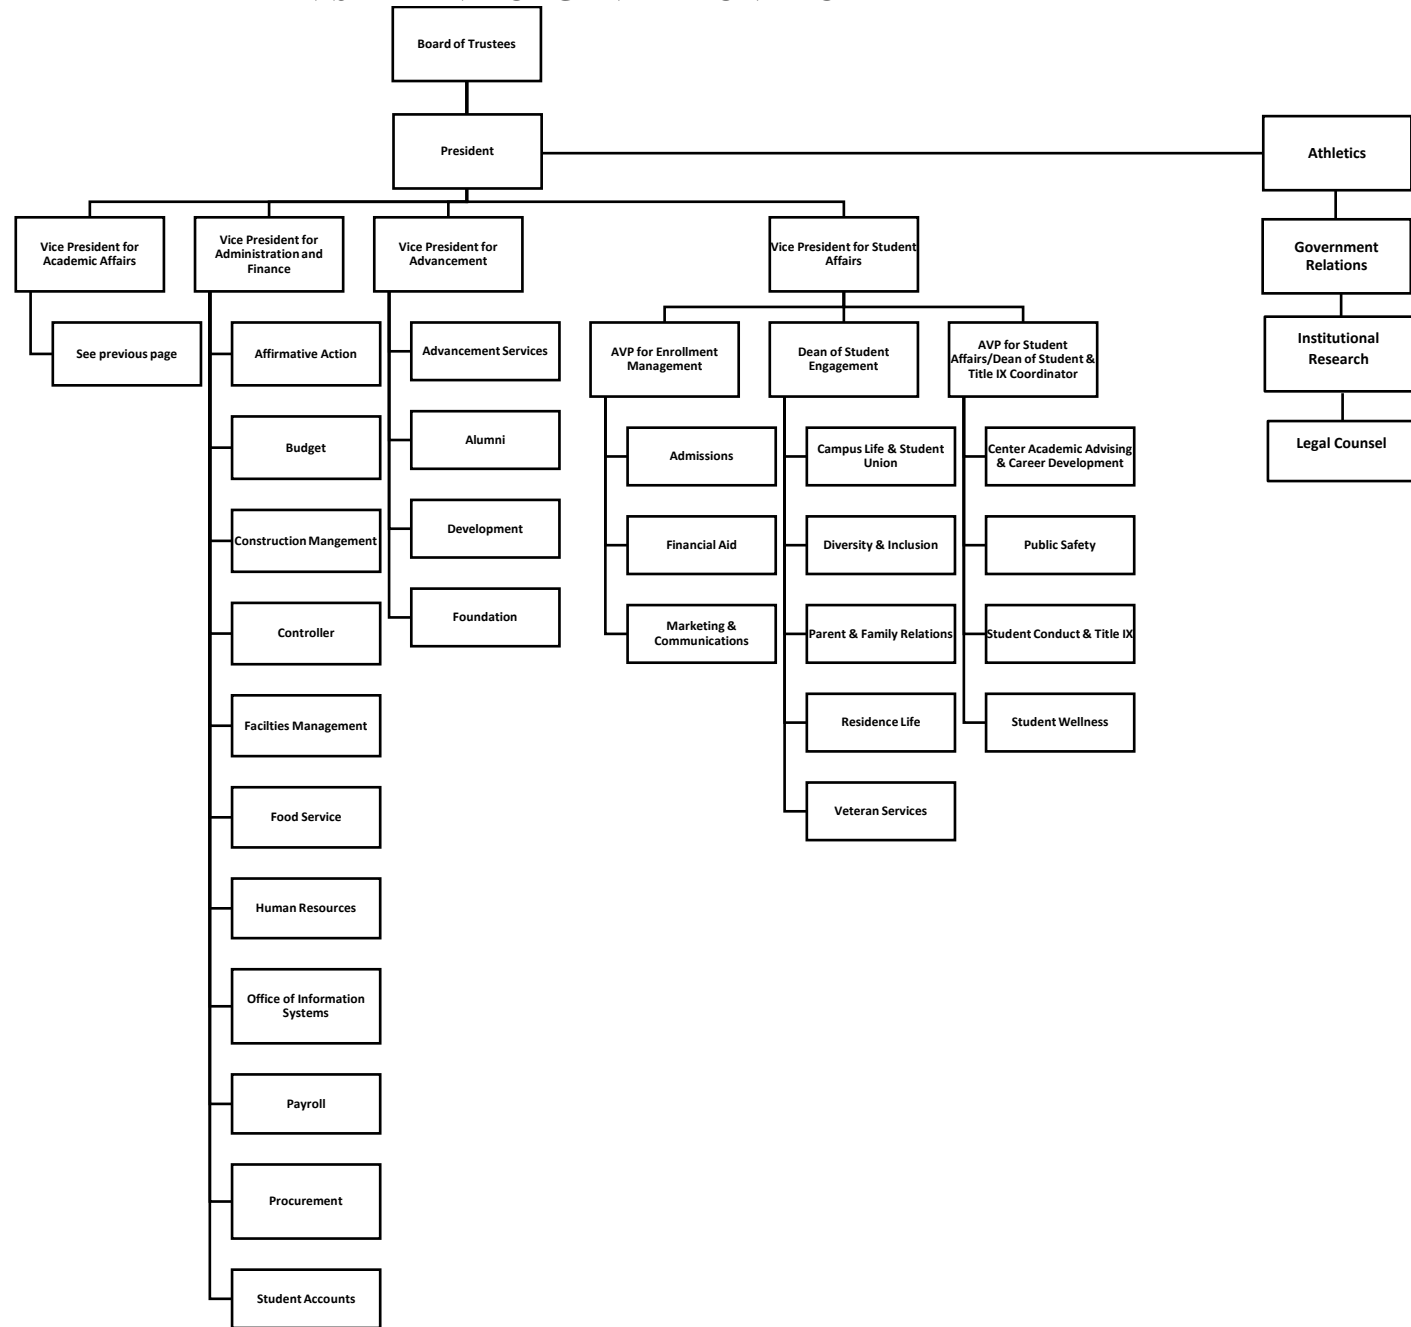 Board of Trustees
President
Athletics
Vice President for
Academic Affairs
Vice President for
Administration and
Finance
Vice President for
Advancement
Vice President for Student
Affairs
Government
Relations
See previous page
Affirmative Action
Budget
Construction Mangement
Controller
Facilties Management
Food Service
Human Resources
Office of Information
Systems
Payroll
Procurement
Student Accounts
Advancement Services
Alumni
Development
Foundation
AVP for Enrollment
Management
Admissions
Financial Aid
Marketing &
Communications
Dean of Student
Engagement
Campus Life & Student
Union
Diversity & Inclusion
Parent & Family Relations
Residence Life
Veteran Services
AVP for Student
Affairs/Dean of Student &
Title IX Coordinator
Center Academic Advising
& Career Development
Public Safety
Student Conduct & Title IX
Student Wellness
Institutional
Research
Legal Counsel